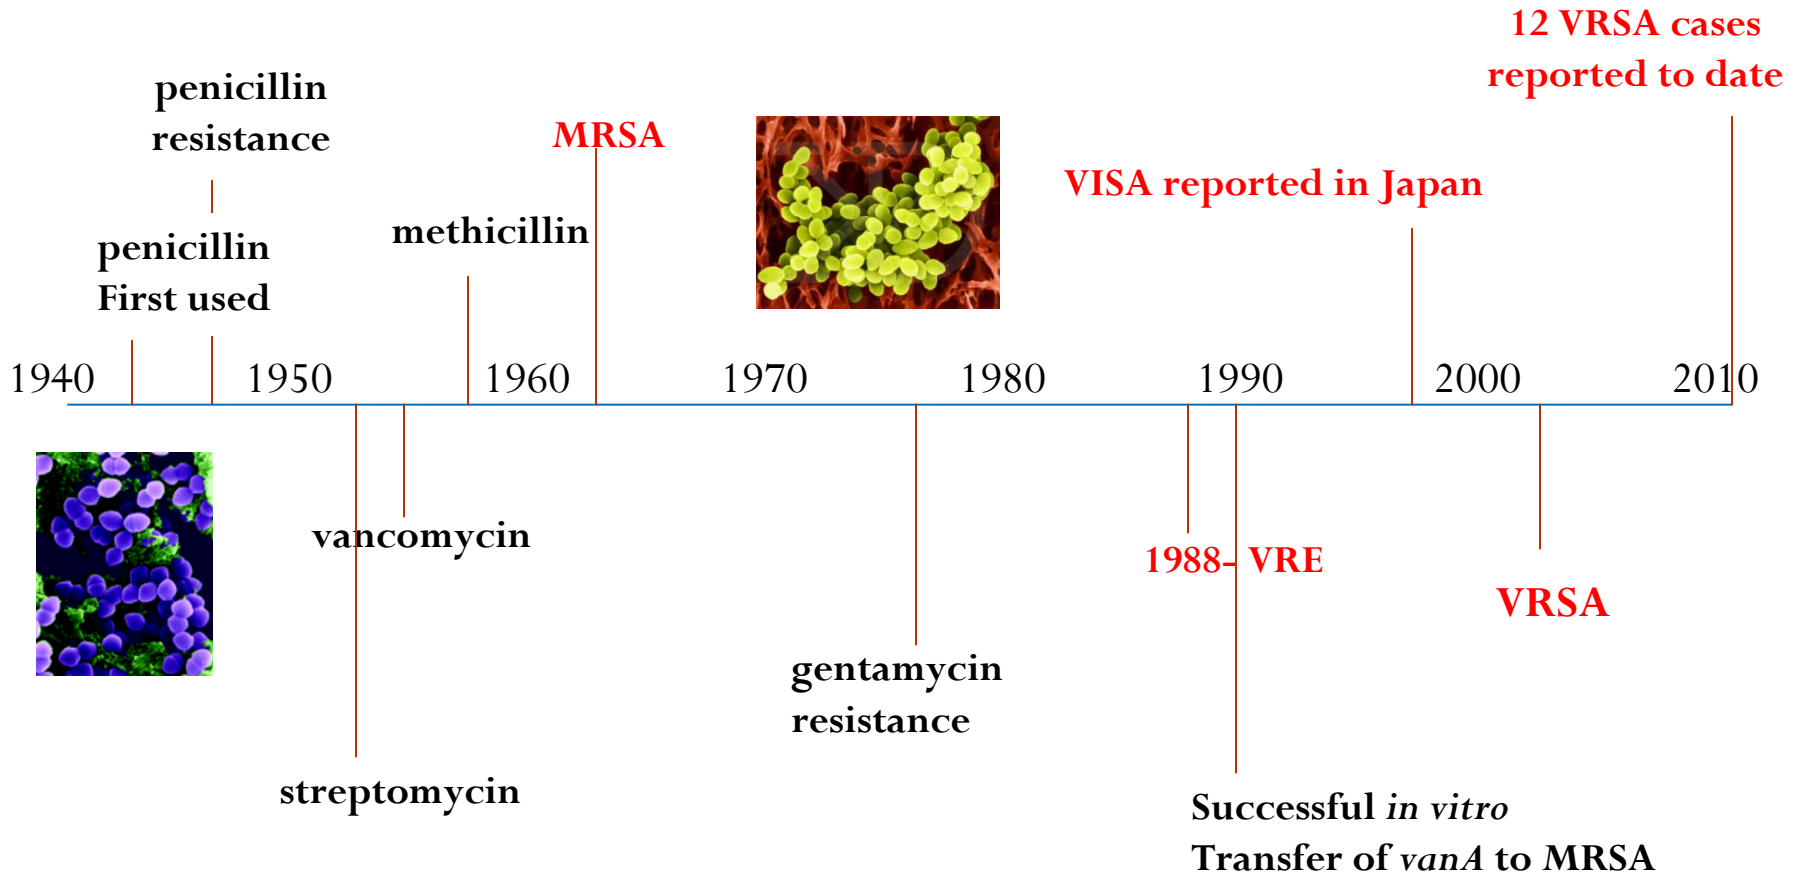 12 VRSA cases
reported to date
penicillin
resistance
MRSA
VISA reported in Japan
methicillin
penicillin
First used
1940 1950 1960 1970 1980 1990 2000 2010
vancomycin
1988- VRE
VRSA
gentamycin
resistance
streptomycin
Successful in vitro
Transfer of vanA to MRSA